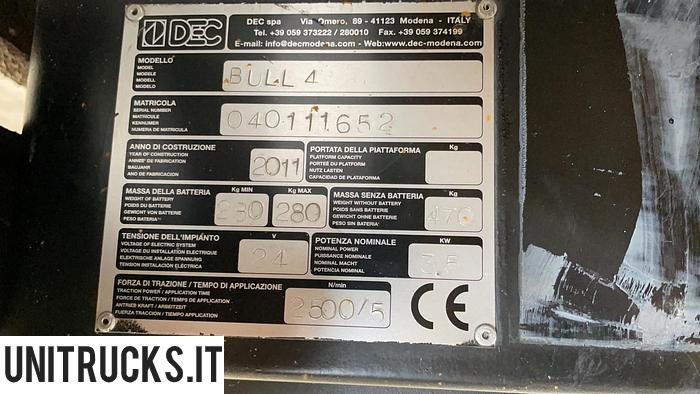 DEC
DEC spa Via Omero, 89 - 41123 Modena - ITALY
Tel. +39 059 373222 / 280010 Fax. +39 059 374199
E-mail: info@decmodena.com - Web:www.dec-modena.com
MODELLO
MODEL
MODELE
MODELL
MODELO
BULL 4
MATRICOLA
SERIAL NUMBER
MATRICULE
KENNUMER
NUMERA DE MATRICULA
040111652
ANNO DI COSTRUZIONE
YEAR OF CONSTRUCTION
ANNEE' DE FABRICATION
BAUJAHR
ANO DE FABRICACION
2011
PORTATA DELLA PIATTAFORMA
PLATFORM CAPACITY
PORTEE DU PLATFORM
NUTZ LASTEN
CAPACIDAD DE PLATAFORMA
Kg
MASSA DELLA BATTERIA
WEIGHT OF BATTERY
POIDS DU BATTERIE
GEWICHT VON BATTERIE
PESO BATERIA
Kg MIN
230
Kg MAX
280
MASSA SENZA BATTERIA
WEIGHT WITHOUT BATTERY
POIDS SANS BATTERIE
GEWICHT OHNE BATTERIE
PESO SIN BATERIA
Kg
TENSIONE DELL'IMPIANTO
VOLTAGE OF ELECTRIC SYSTEM
VOLTAGE DU INSTALLATION ELECTRIQUE
ELEKTRISCHE ANLAGE SPANNUNG
TENSION INSTALACIÓN ELÉCTRICA
V
24
POTENZA NOMINALE
NOMINAL POWER
PUISSANCE NOMINALE
NOMINAL MACHT
POTENCIA NOMINAL
KW
3,5
FORZA DI TRAZIONE / TEMPO DI APPLICAZIONE
TRACTION POWER / APPLICATION TIME
FORCE DE TRACTION / TEMPS DE APPLICATION
ANTRIEB KRAFT / ARBEITZEIT
FUERZA TRACCION / TIEMPO APPLICACIÓN
N/min
2500/5
CE
UNITRUCKS.IT